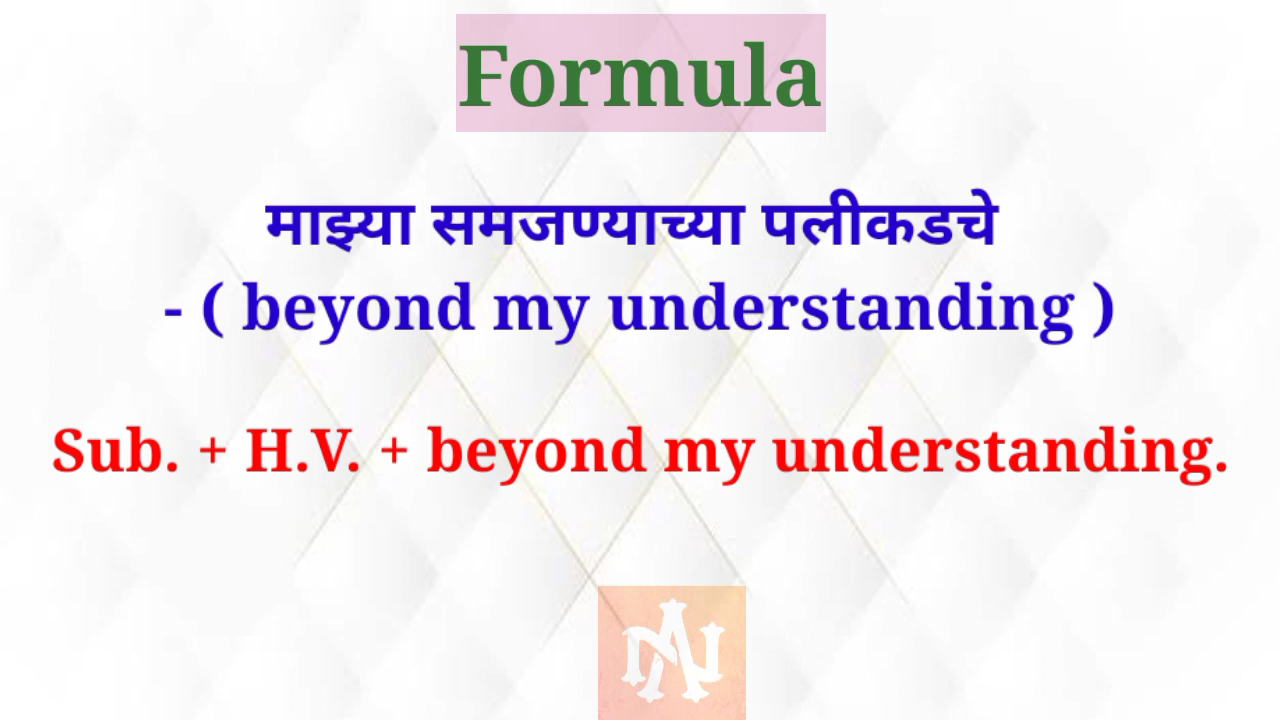 Formula
माझ्या समजण्याच्या पलीकडचे
- ( beyond my understanding )
Sub. + H.V. + beyond my understanding.